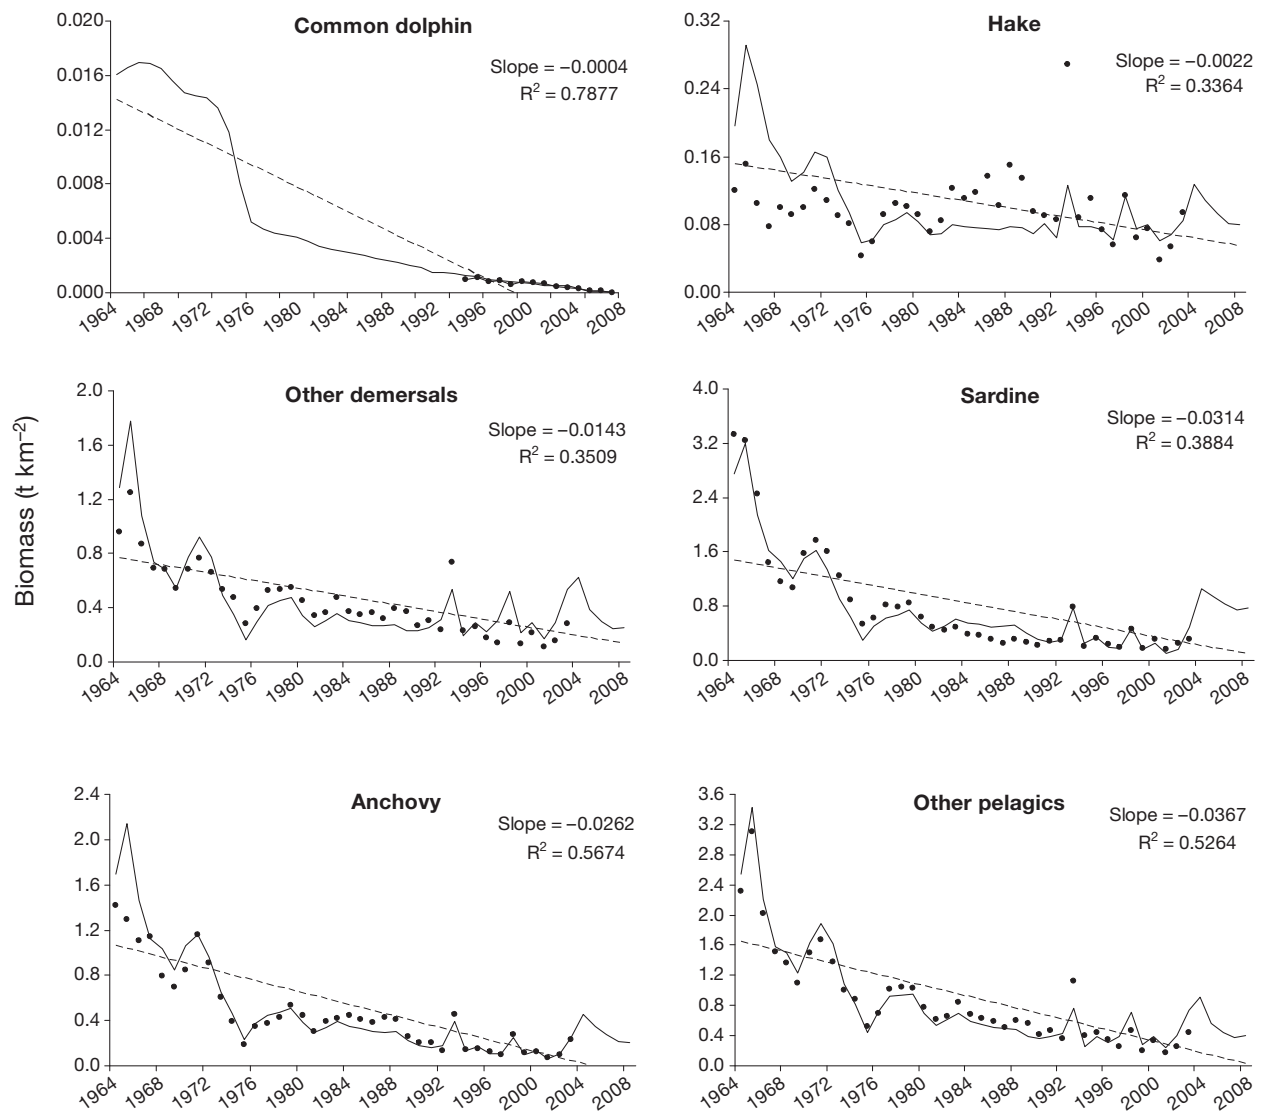 Biomass (t km⁻²)
Common dolphin
Slope = −0.0004
R² = 0.7877
0.020
0.016
0.012
0.008
0.004
0.000
1964 1968 1972 1976 1980 1984 1988 1992 1996 2000 2004 2008
Hake
Slope = −0.0022
R² = 0.3364
0.32
0.24
0.16
0.08
0.00
1964 1968 1972 1976 1980 1984 1988 1992 1996 2000 2004 2008
Other demersals
Slope = −0.0143
R² = 0.3509
2.0
1.6
1.2
0.8
0.4
0.0
1964 1968 1972 1976 1980 1984 1988 1992 1996 2000 2004 2008
Sardine
Slope = −0.0314
R² = 0.3884
4.0
3.2
2.4
1.6
0.8
0.0
1964 1968 1972 1976 1980 1984 1988 1992 1996 2000 2004 2008
Anchovy
Slope = −0.0262
R² = 0.5674
2.4
2.0
1.6
1.2
0.8
0.4
0.0
1964 1968 1972 1976 1980 1984 1988 1992 1996 2000 2004 2008
Other pelagics
Slope = −0.0367
R² = 0.5264
3.6
3.2
2.8
2.4
2.0
1.6
1.2
0.8
0.4
0.0
1964 1968 1972 1976 1980 1984 1988 1992 1996 2000 2004 2008